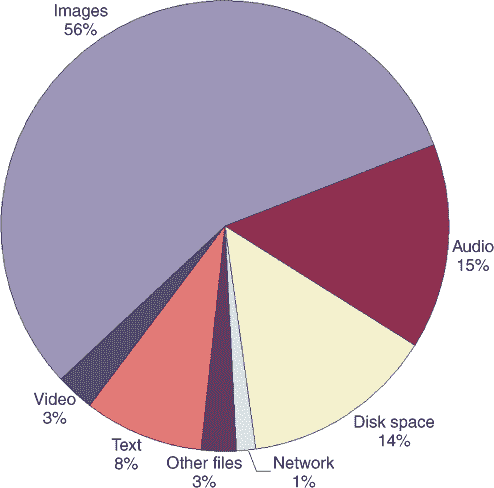 Images
56%
Audio
15%
Disk space
14%
Network
1%
Other files
3%
Text
8%
Video
3%